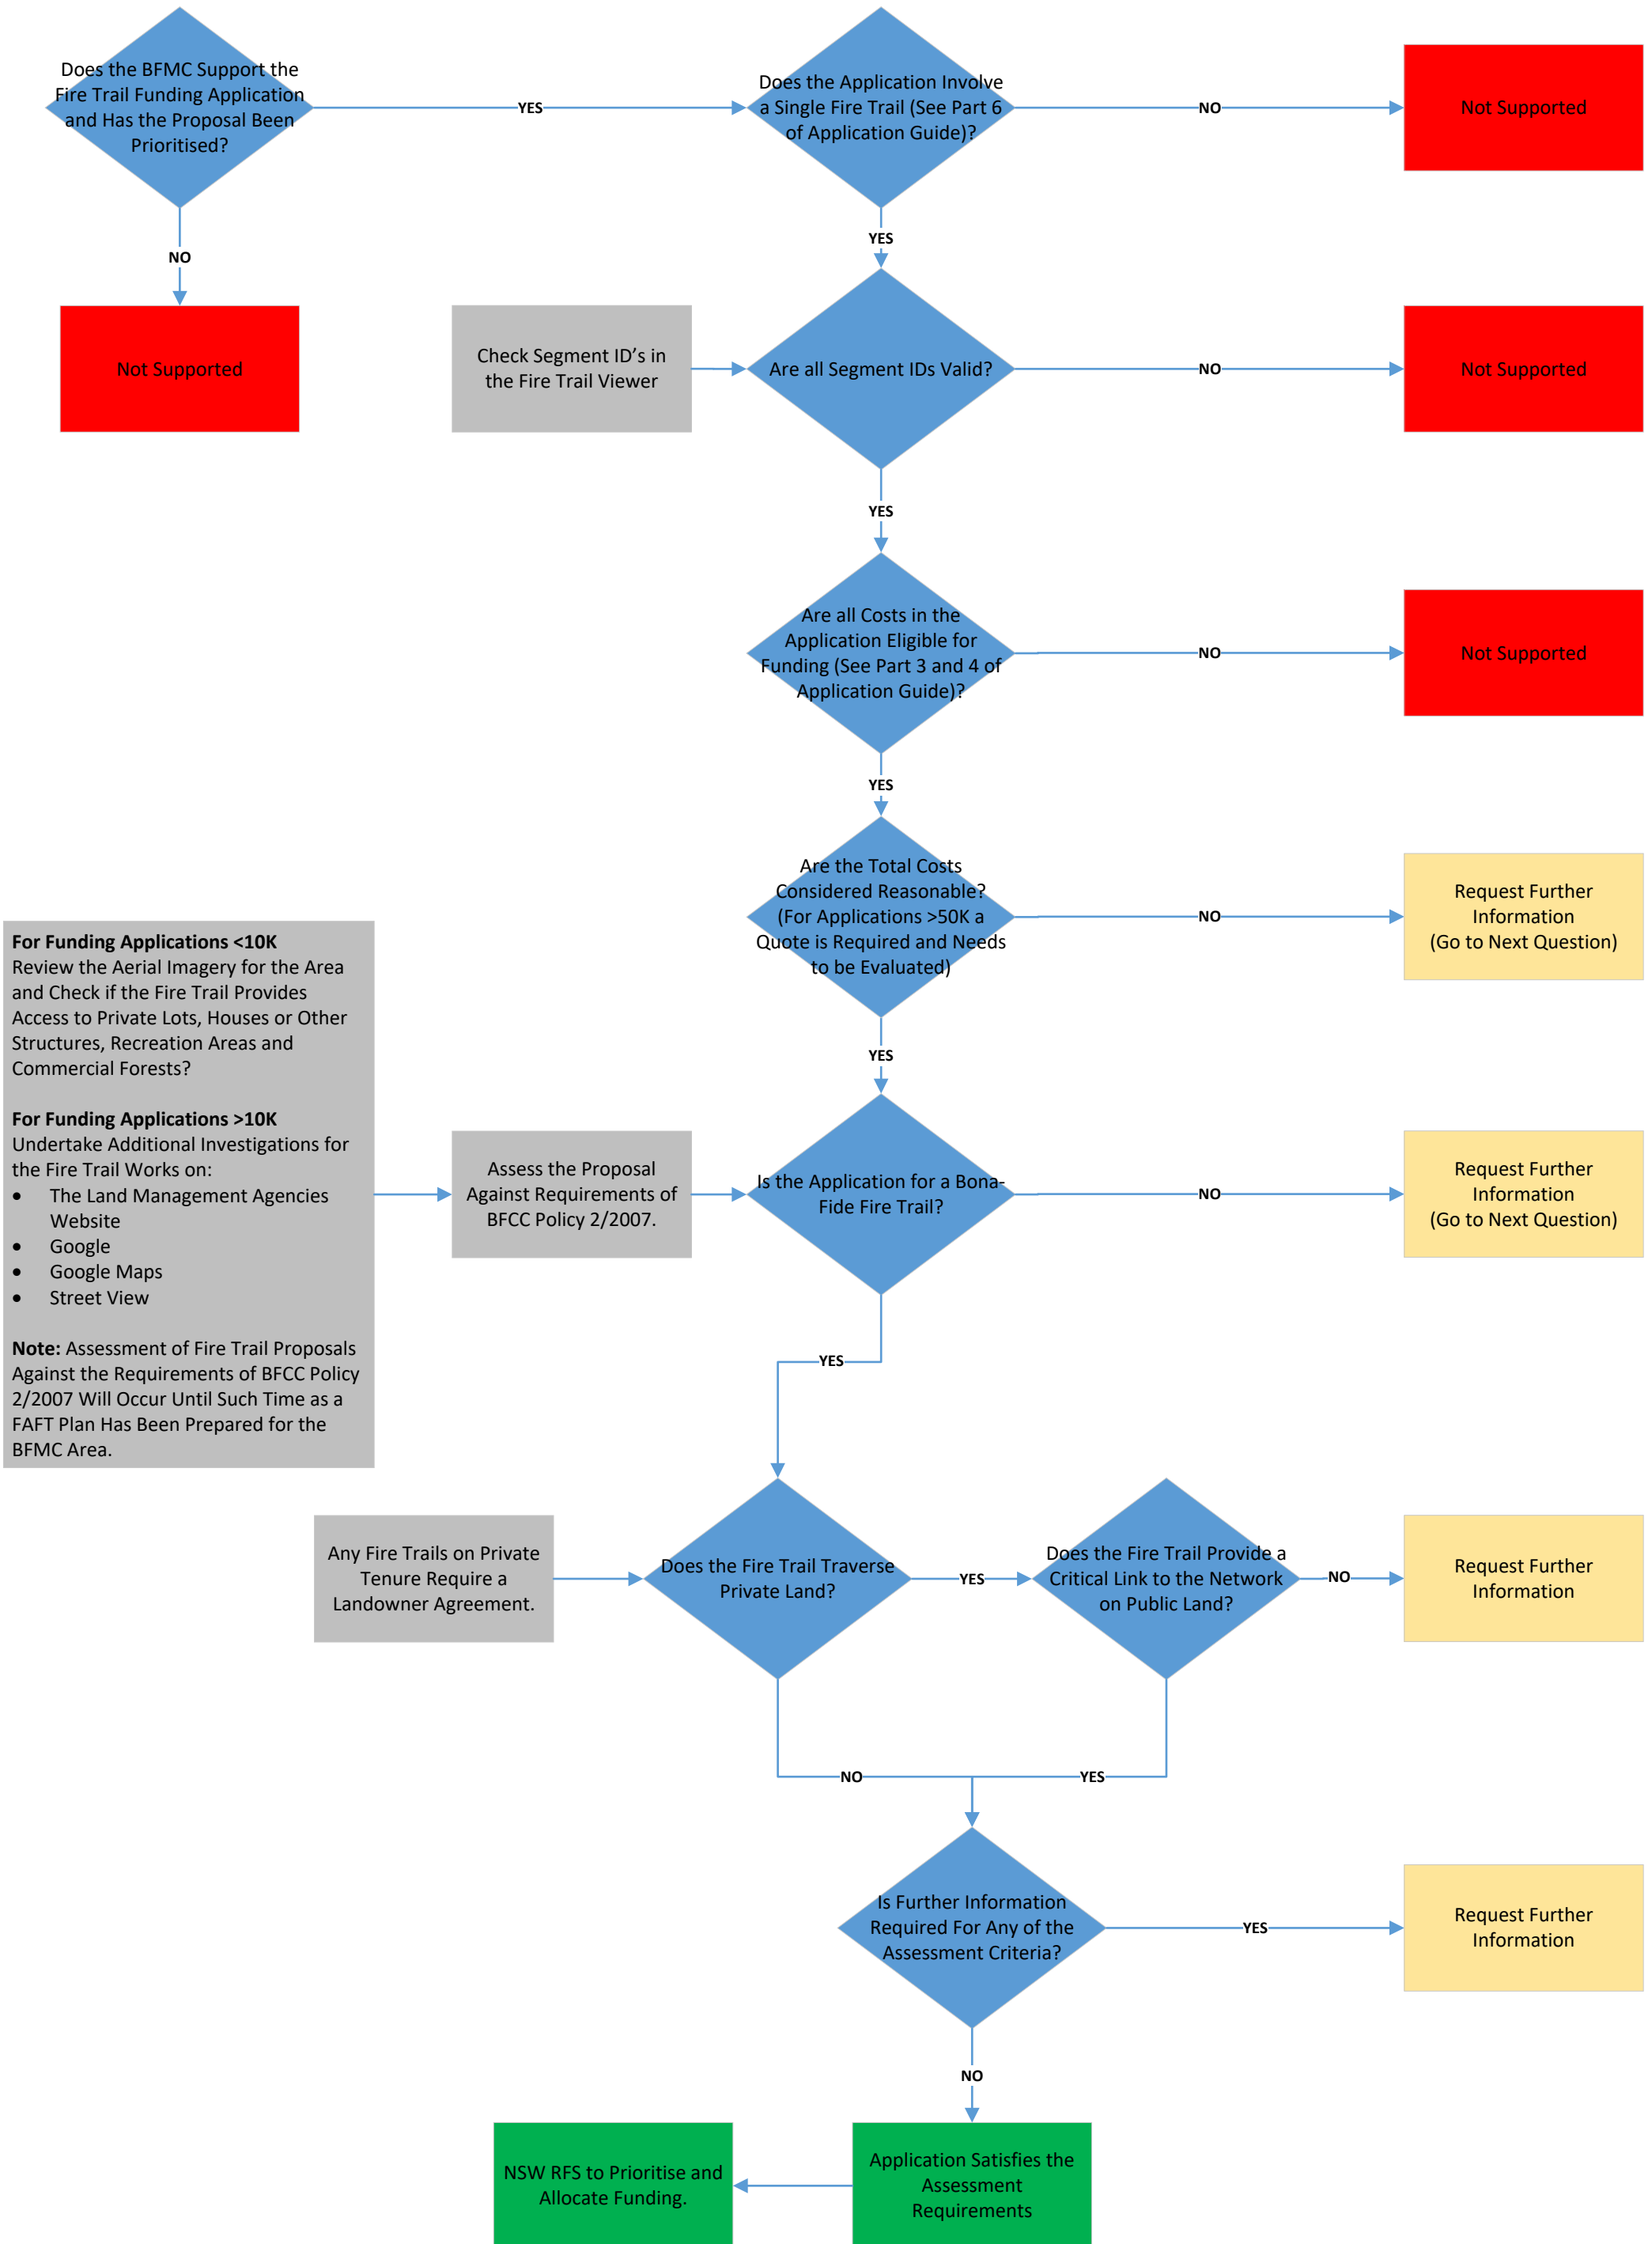 Does the BFMC Support the
Fire Trail Funding Application
and Has the Proposal Been
Prioritised?
YES
Does the Application Involve
a Single Fire Trail (See Part 6
of Application Guide)?
NO
Not Supported
NO
YES
Not Supported
Check Segment ID’s in
the Fire Trail Viewer
Are all Segment IDs Valid?
NO
Not Supported
YES
Are all Costs in the
Application Eligible for
Funding (See Part 3 and 4 of
Application Guide)?
NO
Not Supported
YES
Are the Total Costs
Considered Reasonable?
(For Applications >50K a
Quote is Required and Needs
to be Evaluated)
NO
Request Further
Information
(Go to Next Question)
YES
For Funding Applications <10K
Review the Aerial Imagery for the Area
and Check if the Fire Trail Provides
Access to Private Lots, Houses or Other
Structures, Recreation Areas and
Commercial Forests?
For Funding Applications >10K
Undertake Additional Investigations for
the Fire Trail Works on:
• The Land Management Agencies
Website
• Google
• Google Maps
• Street View
Note: Assessment of Fire Trail Proposals
Against the Requirements of BFCC Policy
2/2007 Will Occur Until Such Time as a
FAFT Plan Has Been Prepared for the
BFMC Area.
Assess the Proposal
Against Requirements of
BFCC Policy 2/2007.
Is the Application for a Bona-
Fide Fire Trail?
NO
Request Further
Information
(Go to Next Question)
YES
Any Fire Trails on Private
Tenure Require a
Landowner Agreement.
Does the Fire Trail Traverse
Private Land?
YES
Does the Fire Trail Provide a
Critical Link to the Network
on Public Land?
NO
Request Further
Information
NO
YES
Is Further Information
Required For Any of the
Assessment Criteria?
YES
Request Further
Information
NO
NSW RFS to Prioritise and
Allocate Funding.
Application Satisfies the
Assessment
Requirements